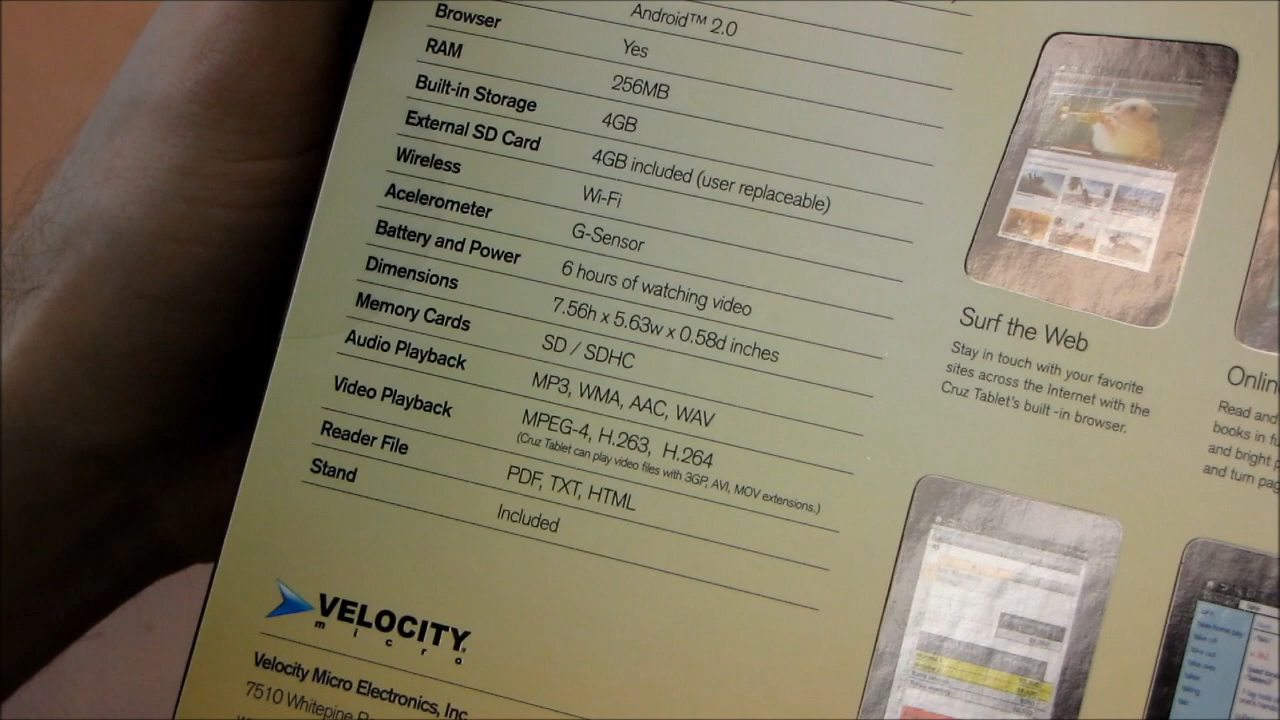 Android™ 2.0
Browser Yes
RAM 256MB
Built-in Storage 4GB
External SD Card 4GB included (user replaceable)
Wireless Wi-Fi
Acelerometer G-Sensor
Battery and Power 6 hours of watching video
Dimensions 7.56h x 5.63w x 0.58d inches
Memory Cards SD / SDHC
Audio Playback MP3, WMA, AAC, WAV
Video Playback MPEG-4, H.263, H.264
(Cruz Tablet can play video files with 3GP, AVI, MOV extensions.)
Reader File PDF, TXT, HTML
Stand Included
VELOCITY
micro
Velocity Micro Electronics, Inc
7510 Whitepine
Surf the Web
Stay in touch with your favorite
sites across the Internet with the
Cruz Tablet's built -in browser.
Onlin
Read and
books in fu
and bright p
and turn pag